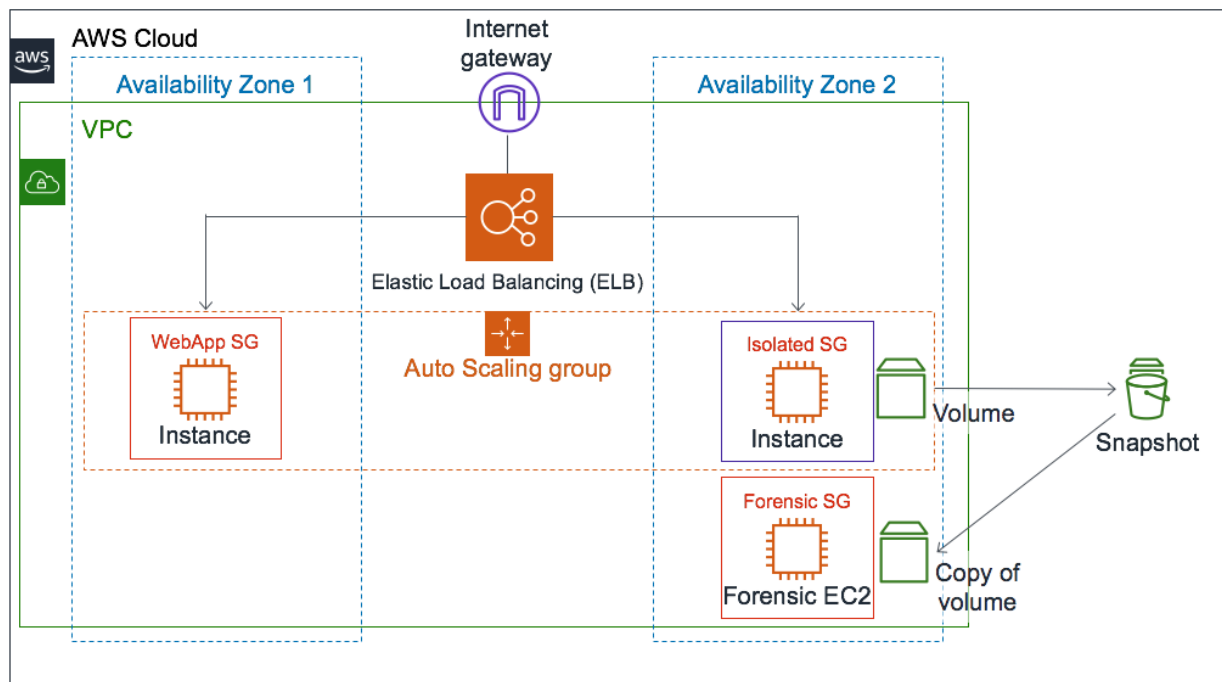 AWS Cloud
aws
Internet
gateway
Availability Zone 1
Availability Zone 2
VPC
Elastic Load Balancing (ELB)
WebApp SG
Instance
Auto Scaling group
Isolated SG
Instance
Volume
Snapshot
Forensic SG
Forensic EC2
Copy of
volume